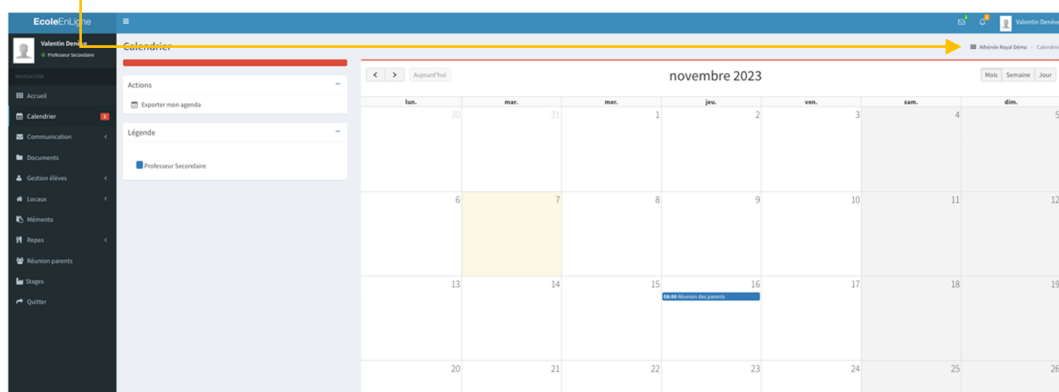 EcoleEnLigne
Valentin Denève
Valentin Denève
Professeur Secondaire
Calendrier
Athénée Royal Démo
Calendrier
NAVIGATION
Accueil
Calendrier
Communication
Documents
Gestion élèves
Locaux
Mémento
Repas
Réunion parents
Stages
Quitter
Actions
Exporter mon agenda
Légende
Professeur Secondaire
Aujourd'hui
novembre 2023
Mois Semaine Jour
lun. mar. mer. jeu. ven. sam. dim.
30 31 1 2 3 4 5
6 7 8 9 10 11 12
13 14 15 16 17 18 19
08:00 Réunion des parents
20 21 22 23 24 25 26